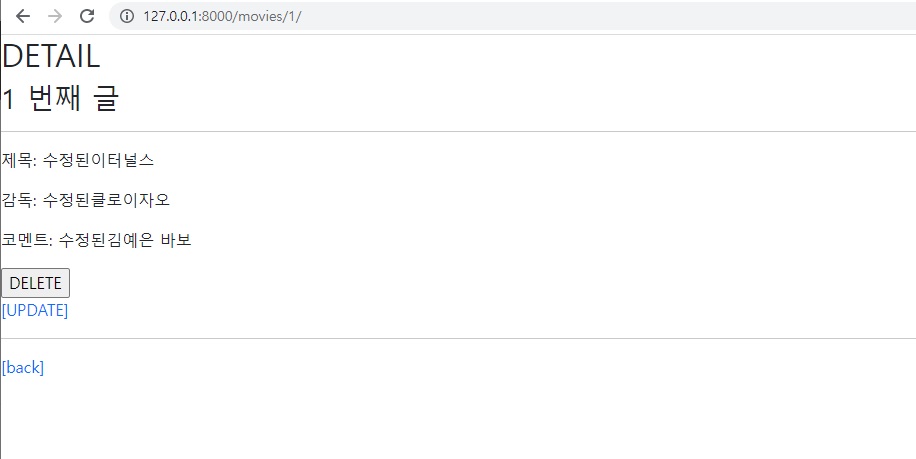 127.0.0.1:8000/movies/1/
DETAIL
1 번째 글
제목: 수정된이터널스
감독: 수정된클로이자오
코멘트: 수정된김예은 바보
DELETE
[UPDATE]
[back]